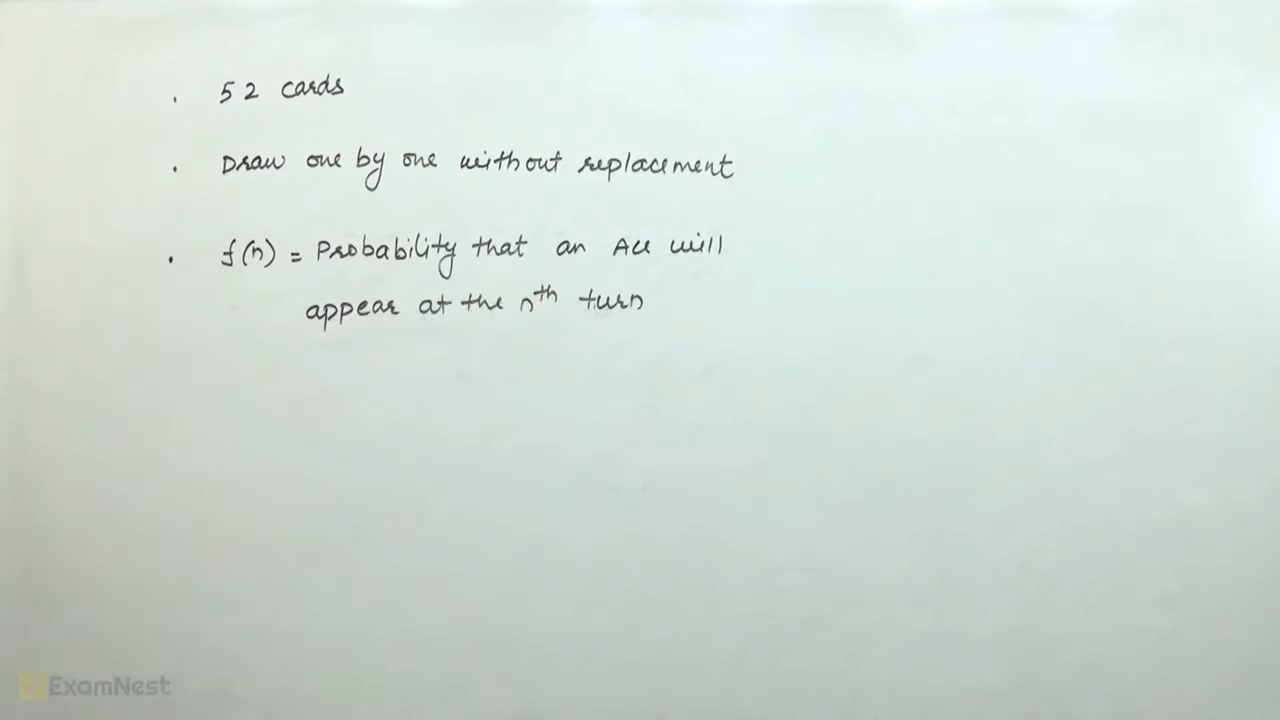 . 52 cards
. Draw one by one without replacement
. f(n) = Probability that an Ace will
appear at the nth turn
ExamNest